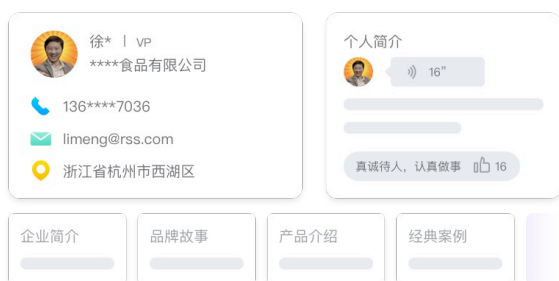 徐* | VP
****食品有限公司
136****7036
limeng@rss.com
浙江省杭州市西湖区
个人简介
16"
真诚待人，认真做事 16
企业简介
品牌故事
产品介绍
经典案例